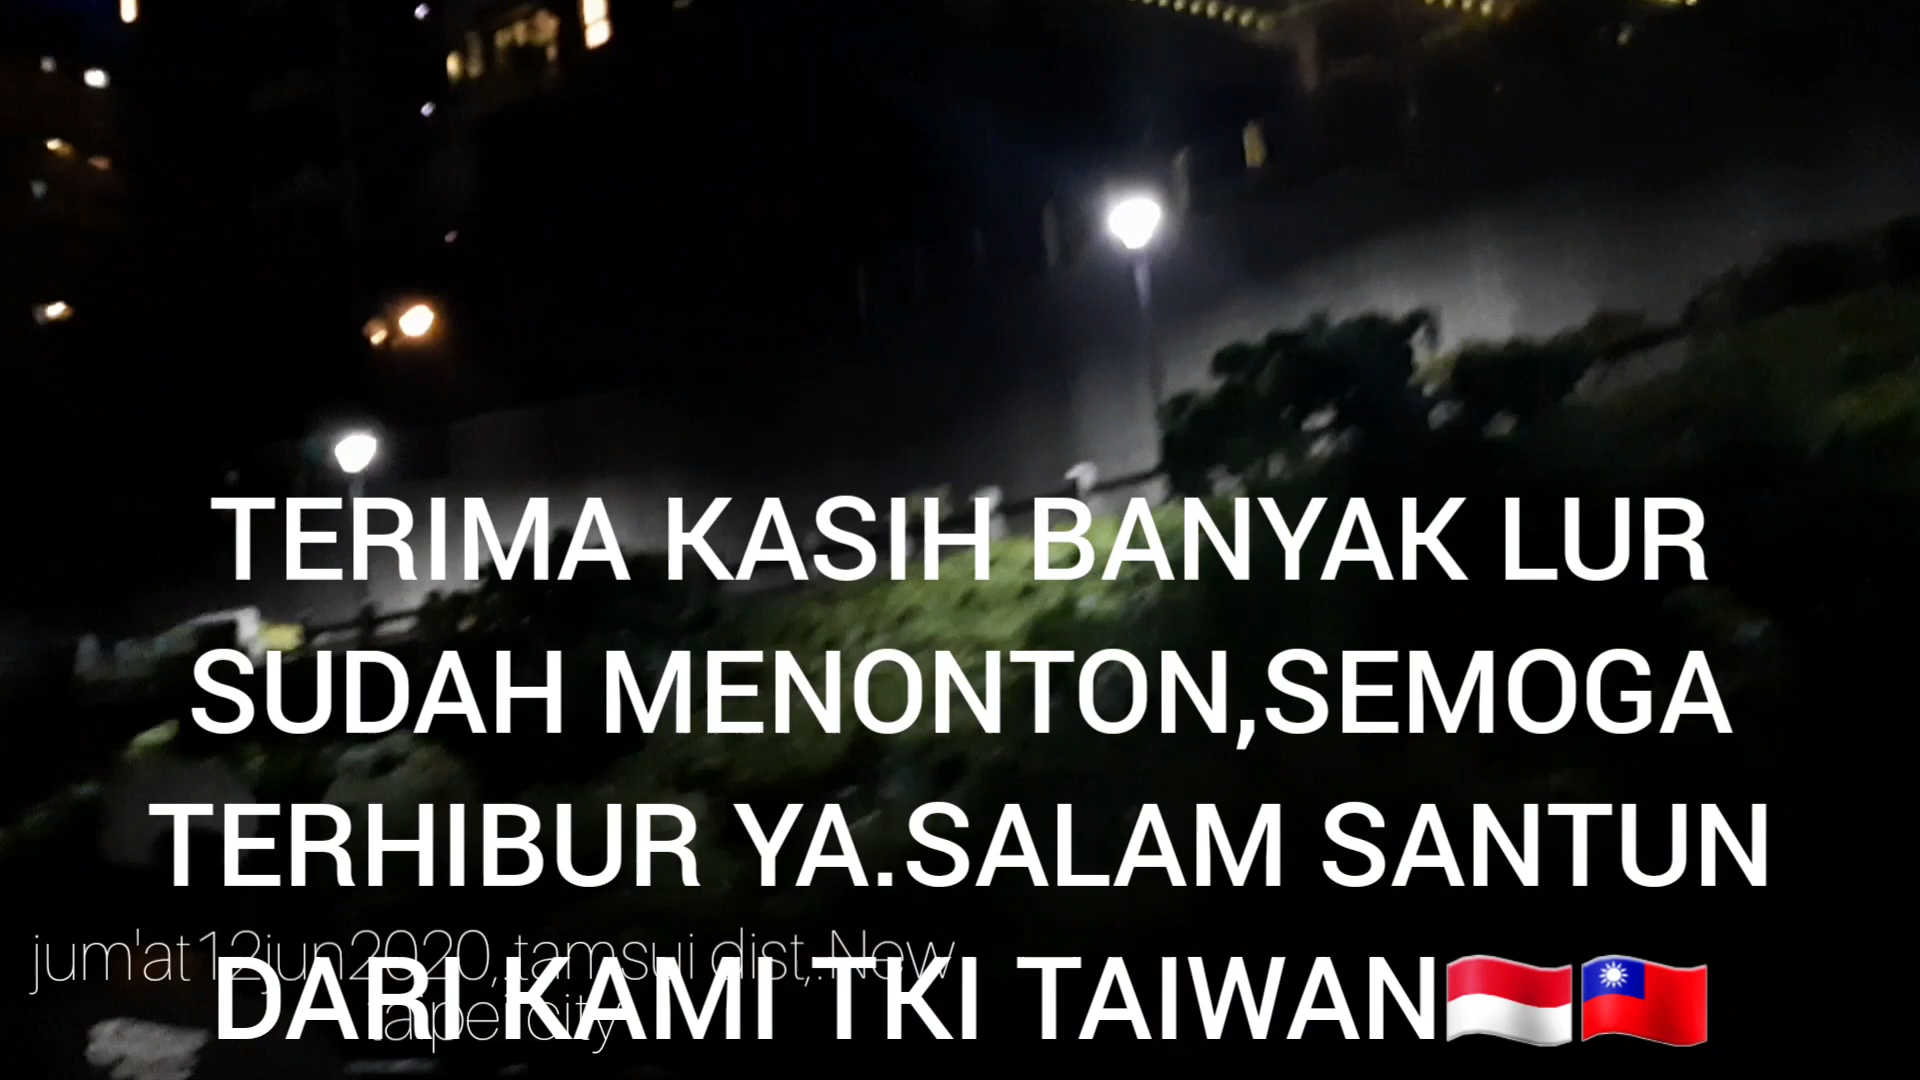 TERIMA KASIH BANYAK LUR
SUDAH MENONTON,SEMOGA
TERHIBUR YA.SALAM SANTUN
DARI KAMI TKI TAIWAN🇮🇩🇹🇼
jum'at 12jun2020, tamsui dist,.New
taipei city